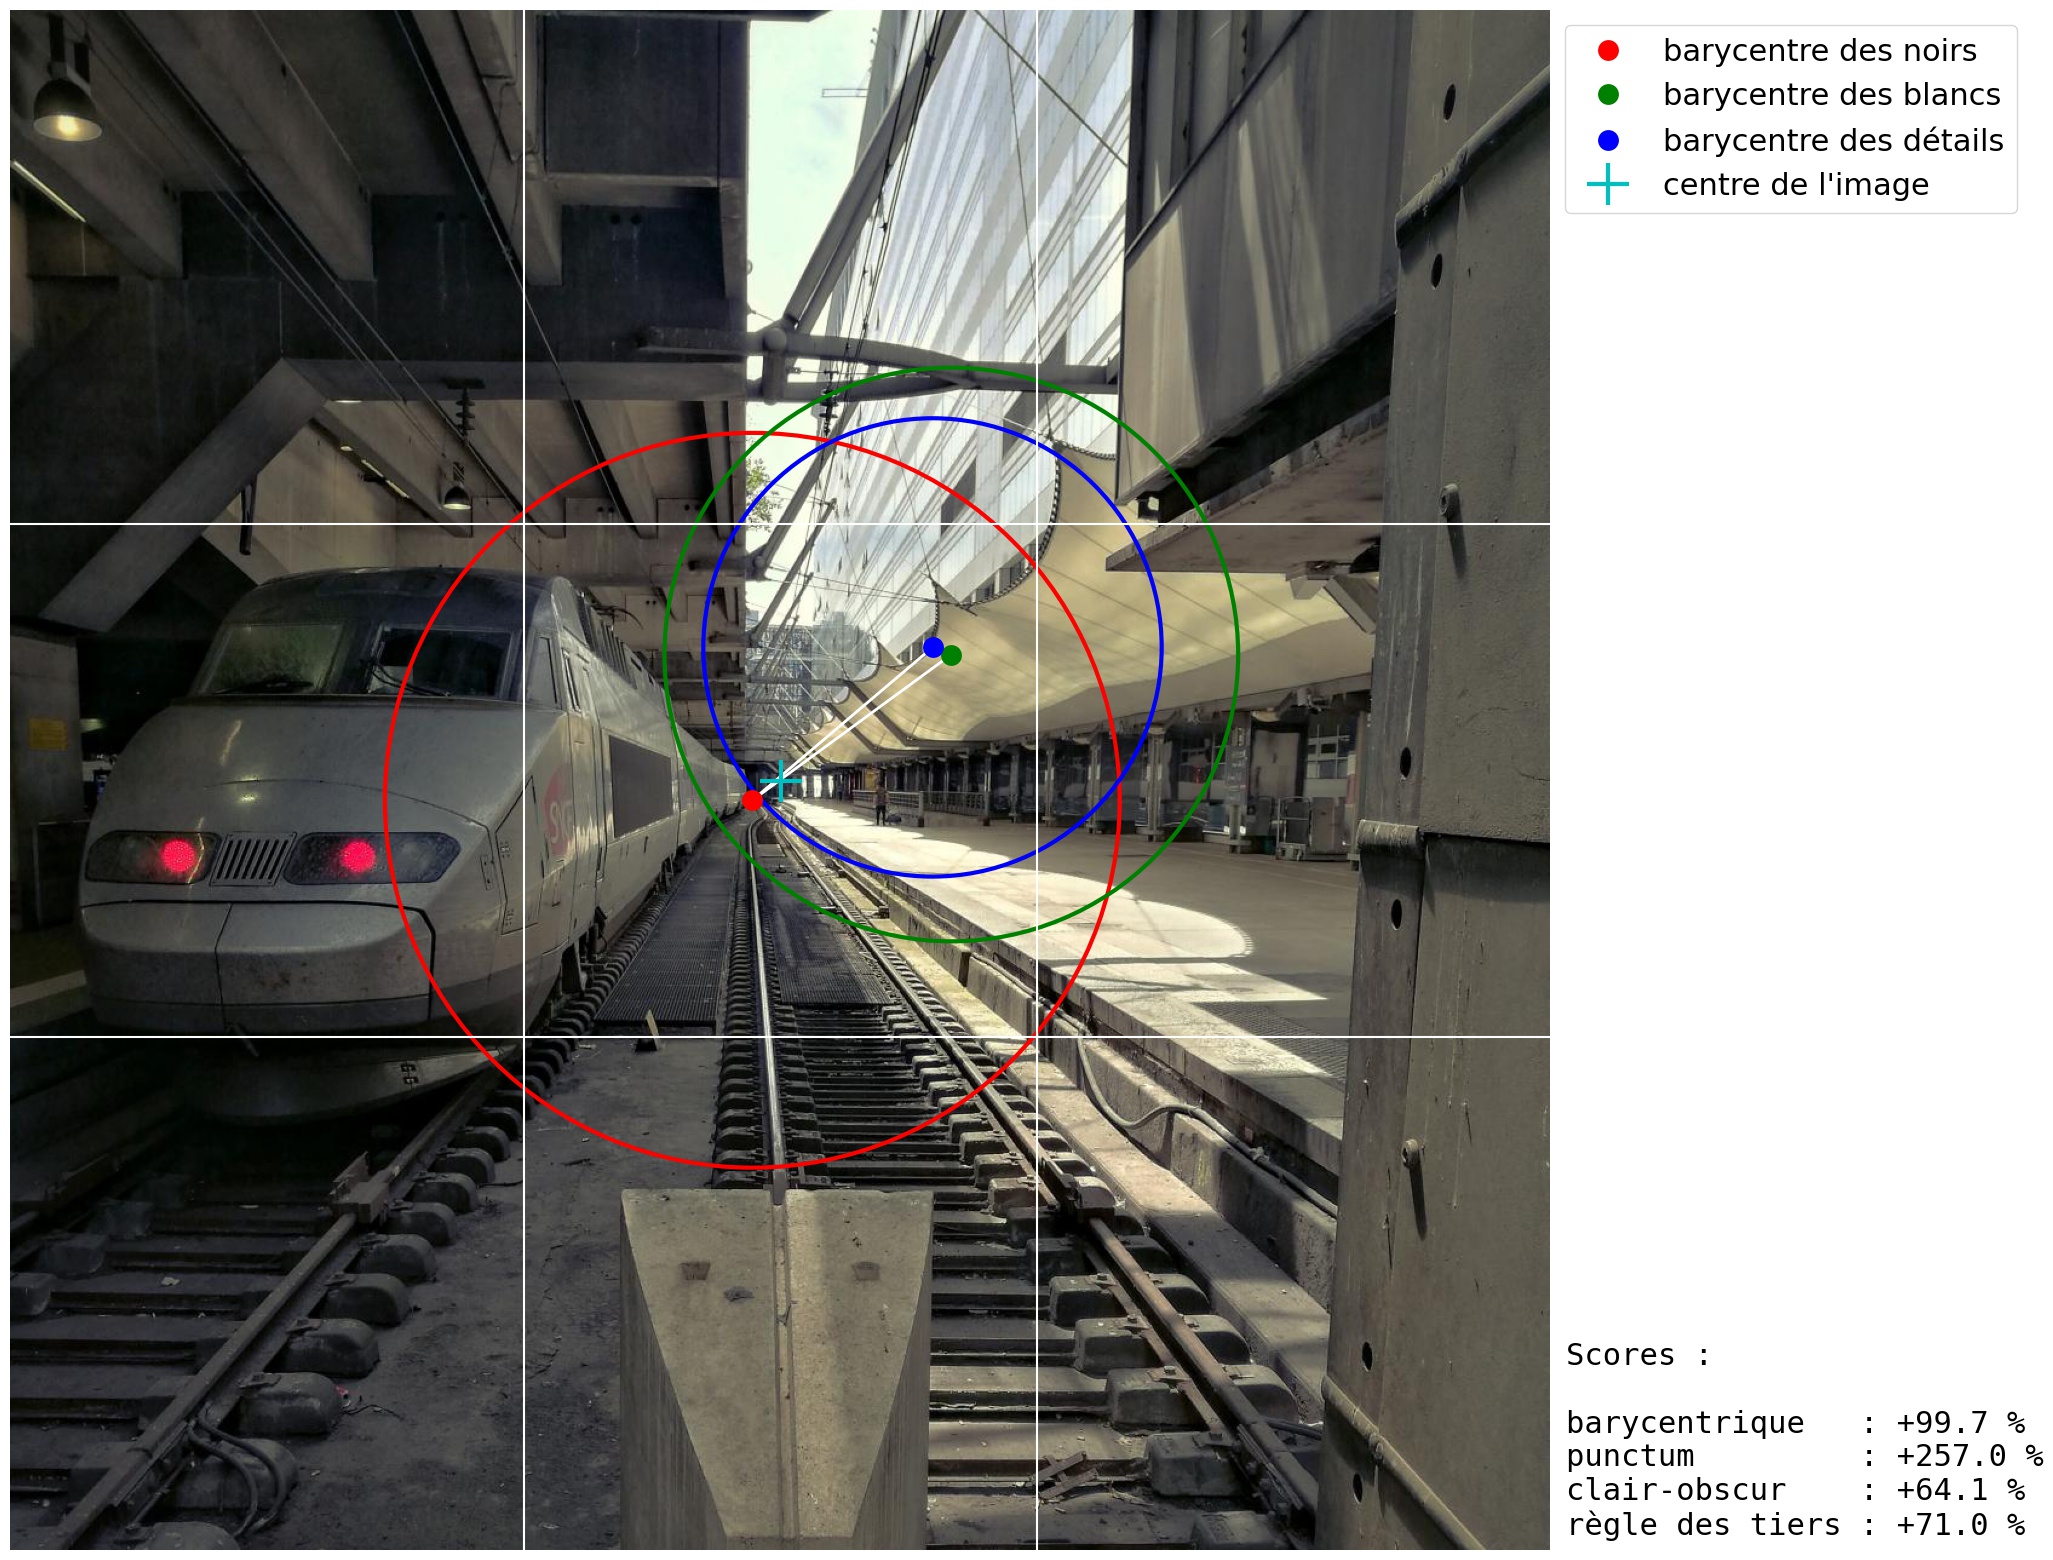 barycentre des noirs
barycentre des blancs
barycentre des détails
centre de l'image
Scores :
barycentrique : +99.7 %
punctum : +257.0 %
clair-obscur : +64.1 %
règle des tiers : +71.0 %